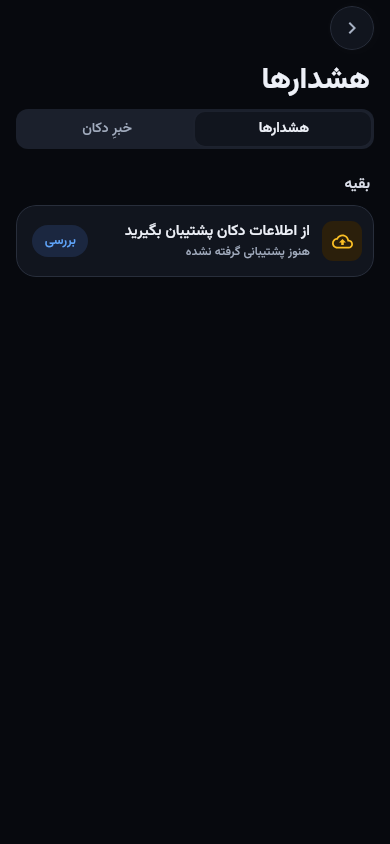 هشدارها
هشدارها
خبرِ دکان
بقیه
از اطلاعات دکان پشتیبان بگیرید
هنوز پشتیبانی گرفته نشده
بررسی